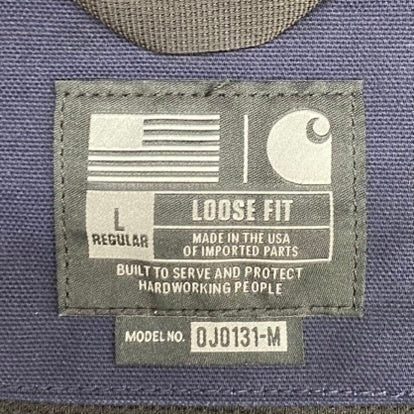 L
REGULAR
LOOSE FIT
MADE IN THE USA
OF IMPORTED PARTS
BUILT TO SERVE AND PROTECT
HARDWORKING PEOPLE
MODEL NO. OJ0131-M